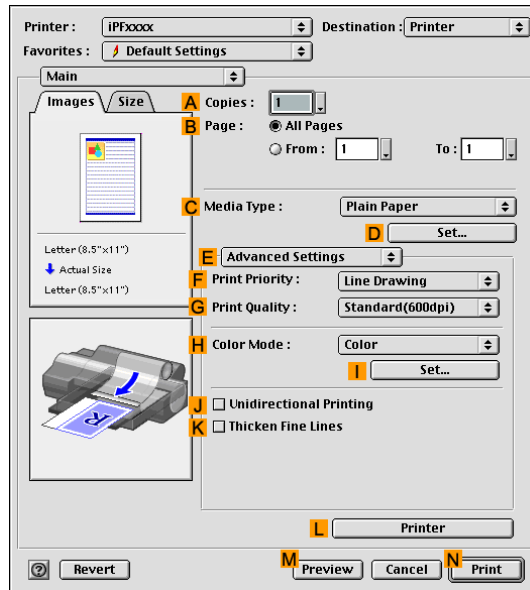 Printer : iPFxxxx Destination : Printer
Favorites : Default Settings
Main
Images Size
A Copies : 1
B Page : All Pages
From : 1 To : 1
C Media Type : Plain Paper
D Set...
Letter (8.5"x11")
Actual Size
Letter (8.5"x11")
E Advanced Settings
F Print Priority : Line Drawing
G Print Quality : Standard(600dpi)
H Color Mode : Color
I Set...
R
J Unidirectional Printing
K Thicken Fine Lines
L Printer
? Revert M Preview Cancel N Print